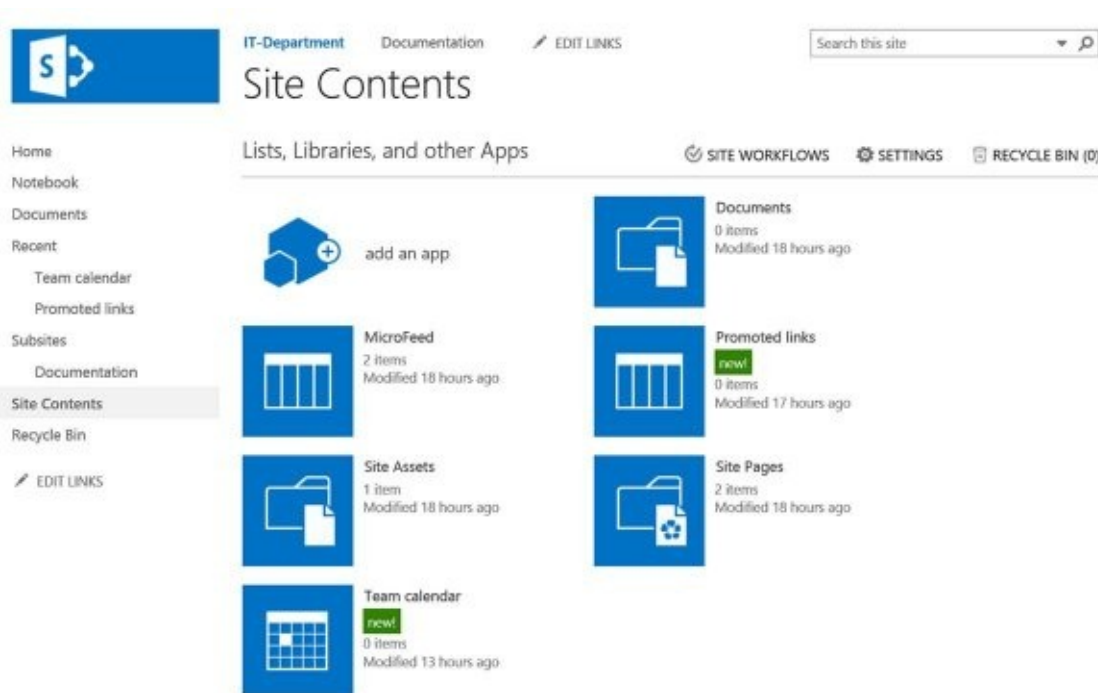 S
IT-Department Documentation EDIT LINKS
Search this site
Site Contents
Home
Notebook
Documents
Recent
Team calendar
Promoted links
Subsites
Documentation
Site Contents
Recycle Bin
EDIT LINKS
Lists, Libraries, and other Apps
SITE WORKFLOWS SETTINGS RECYCLE BIN (0)
add an app
Documents
0 items
Modified 18 hours ago
MicroFeed
2 items
Modified 18 hours ago
Promoted links
new!
0 items
Modified 17 hours ago
Site Assets
1 item
Modified 18 hours ago
Site Pages
2 items
Modified 18 hours ago
Team calendar
new!
0 items
Modified 13 hours ago